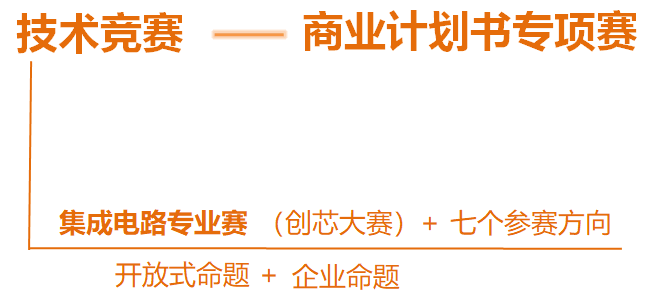 技术竞赛 —— 商业计划书专项赛
集成电路专业赛（创芯大赛）+ 七个参赛方向
开放式命题 + 企业命题